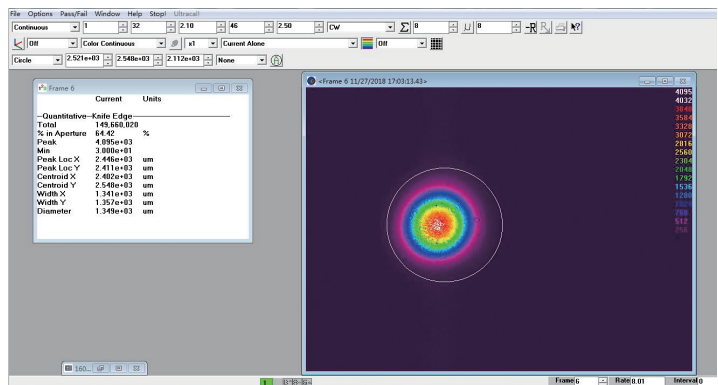 File Options Pass/Fail Window Help Stop! Ultracal!
Continuous 1 32 2.10 46 2.50 CW Σ 8 μ 8 -R R
Off Color Continuous x1 Current Alone Off
Circle 2.521e+03 2.548e+03 2.112e+03 None
Frame 6
Current Units
Quantitative Knife Edge
Total 149,660,020
% in Aperture 64.42 %
Peak 4.095e+03
Min 3.000e+01
Peak Loc X 2.446e+03 um
Peak Loc Y 2.411e+03 um
Centroid X 2.402e+03 um
Centroid Y 2.548e+03 um
Width X 1.341e+03 um
Width Y 1.357e+03 um
Diameter 1.349e+03 um
<Frame 6 11/27/2018 17:03:13.43>
4095
4032
3840
3584
3328
3072
2816
2560
2304
2048
1792
1536
1280
768
512
256
160...
1
Frame 6 Rate 8.01 Interval 0